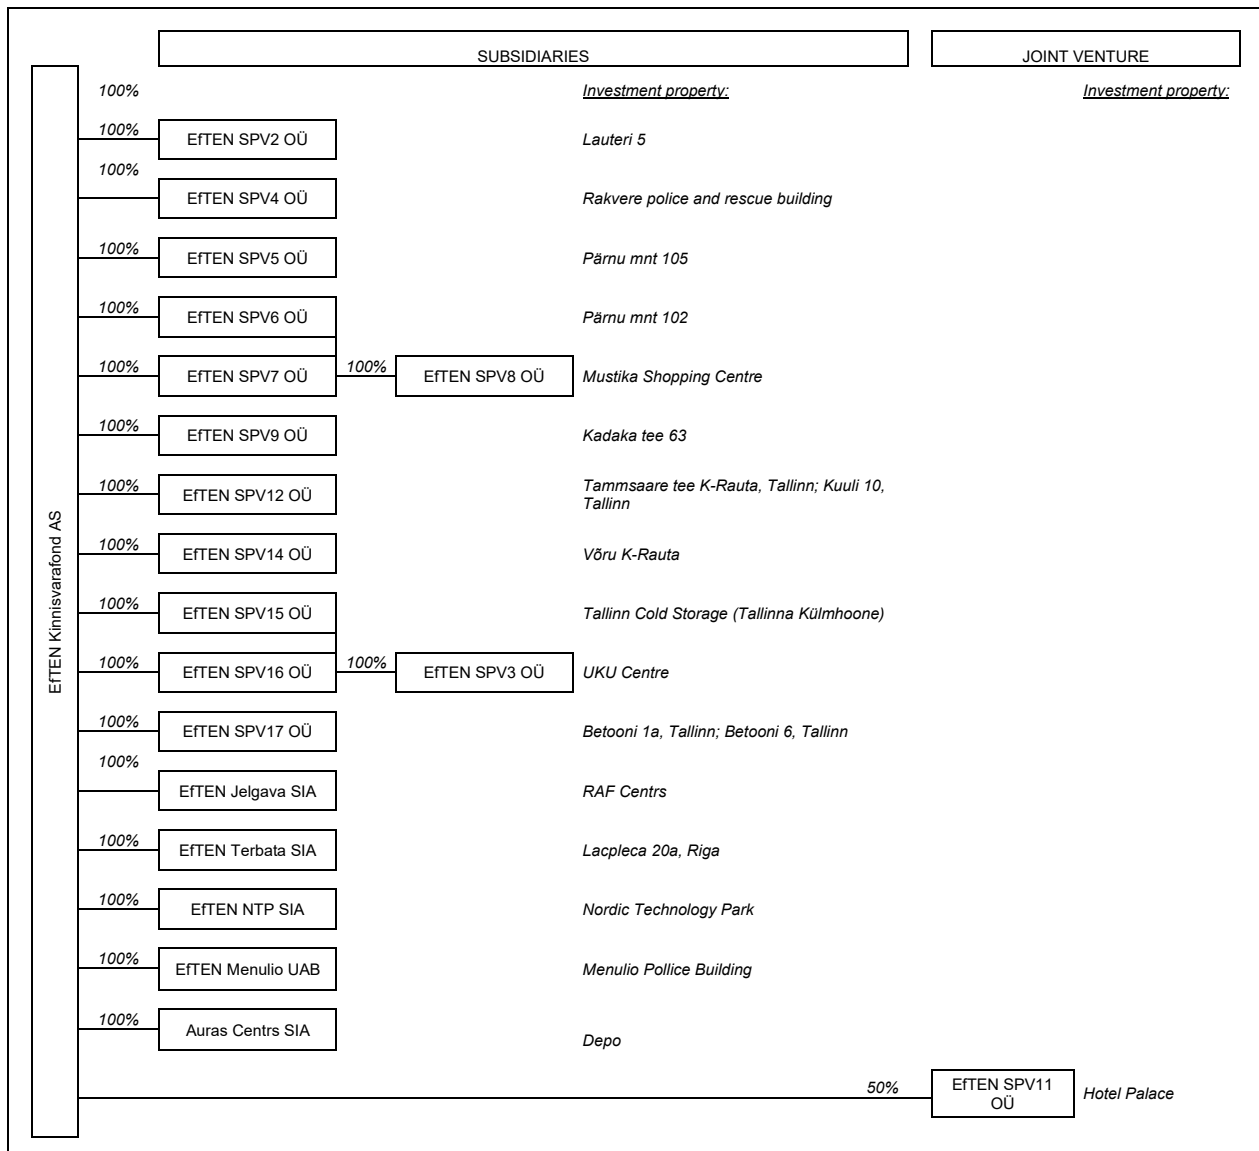 SUBSIDIARIES
JOINT VENTURE
EfTEN Kinnisvarafond AS
100%
Investment property:
Investment property:
100%
EfTEN SPV2 OÜ
Lauteri 5
100%
EfTEN SPV4 OÜ
Rakvere police and rescue building
100%
EfTEN SPV5 OÜ
Pärnu mnt 105
100%
EfTEN SPV6 OÜ
Pärnu mnt 102
100%
EfTEN SPV7 OÜ
100%
EfTEN SPV8 OÜ
Mustika Shopping Centre
100%
EfTEN SPV9 OÜ
Kadaka tee 63
100%
EfTEN SPV12 OÜ
Tammsaare tee K-Rauta, Tallinn; Kuuli 10,
Tallinn
100%
EfTEN SPV14 OÜ
Võru K-Rauta
100%
EfTEN SPV15 OÜ
Tallinn Cold Storage (Tallinna Külmhoone)
100%
EfTEN SPV16 OÜ
100%
EfTEN SPV3 OÜ
UKU Centre
100%
EfTEN SPV17 OÜ
Betooni 1a, Tallinn; Betooni 6, Tallinn
100%
EfTEN Jelgava SIA
RAF Centrs
100%
EfTEN Terbata SIA
Lacpleca 20a, Riga
100%
EfTEN NTP SIA
Nordic Technology Park
100%
EfTEN Menulio UAB
Menulio Pollice Building
100%
Auras Centrs SIA
Depo
50%
EfTEN SPV11
OÜ
Hotel Palace